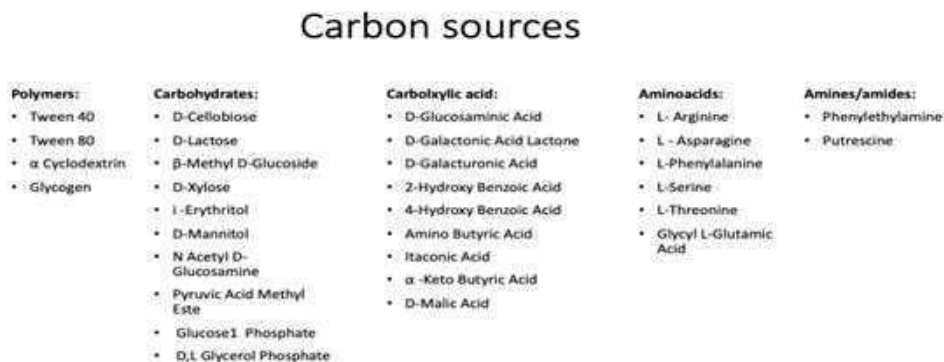 Carbon sources
Polymers:
• Tween 40
• Tween 80
• α Cyclodextrin
• Glycogen
Carbohydrates:
• D-Cellobiose
• D-Lactose
• β-Methyl D-Glucoside
• D-Xylose
• i -Erythritol
• D-Mannitol
• N Acetyl D-
Glucosamine
• Pyruvic Acid Methyl
Este
• Glucose1 Phosphate
• D,L Glycerol Phosphate
Carbolxylic acid:
• D-Glucosaminic Acid
• D-Galactonic Acid Lactone
• D-Galacturonic Acid
• 2-Hydroxy Benzoic Acid
• 4-Hydroxy Benzoic Acid
• Amino Butyric Acid
• Itaconic Acid
• α -Keto Butyric Acid
• D-Malic Acid
Aminoacids:
• L- Arginine
• L - Asparagine
• L-Phenylalanine
• L-Serine
• L-Threonine
• Glycyl L-Glutamic
Acid
Amines/amides:
• Phenylethylamine
• Putrescine